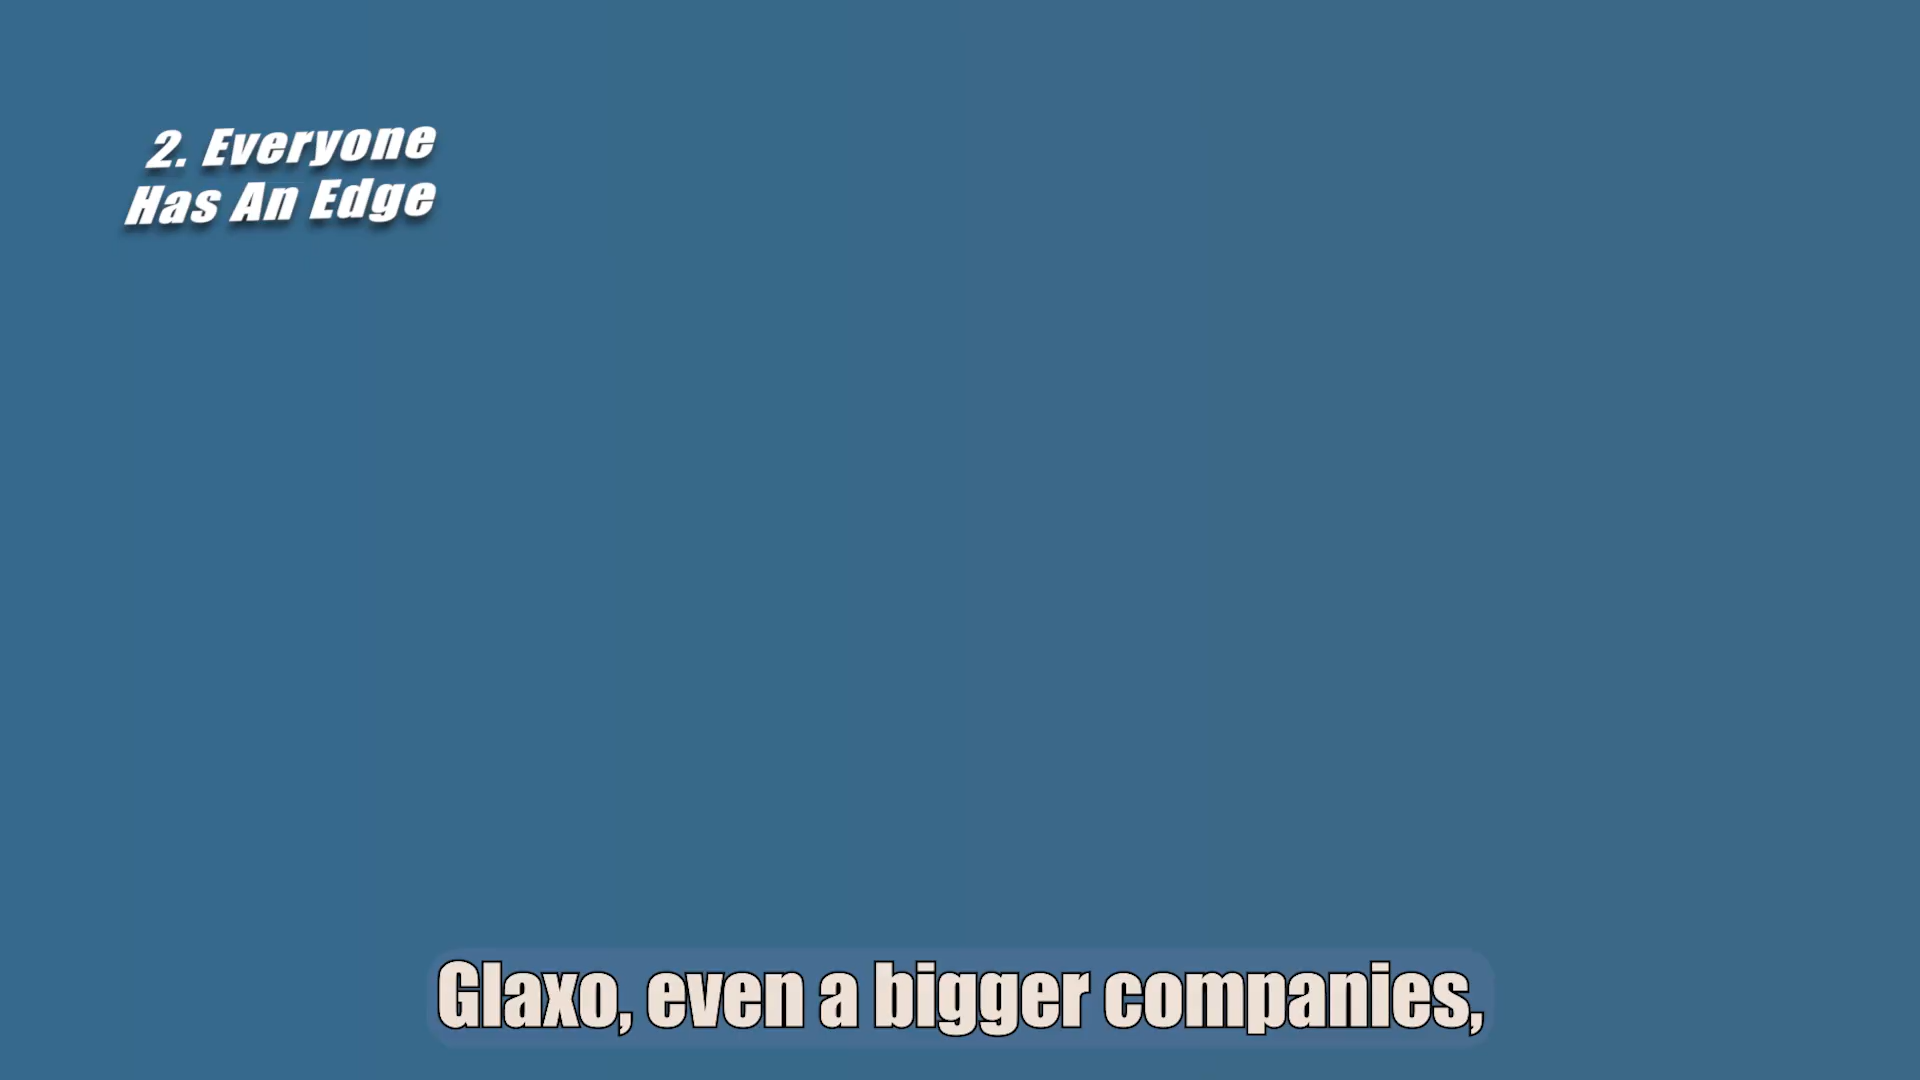 2. Everyone
Has An Edge
Glaxo, even a bigger companies,